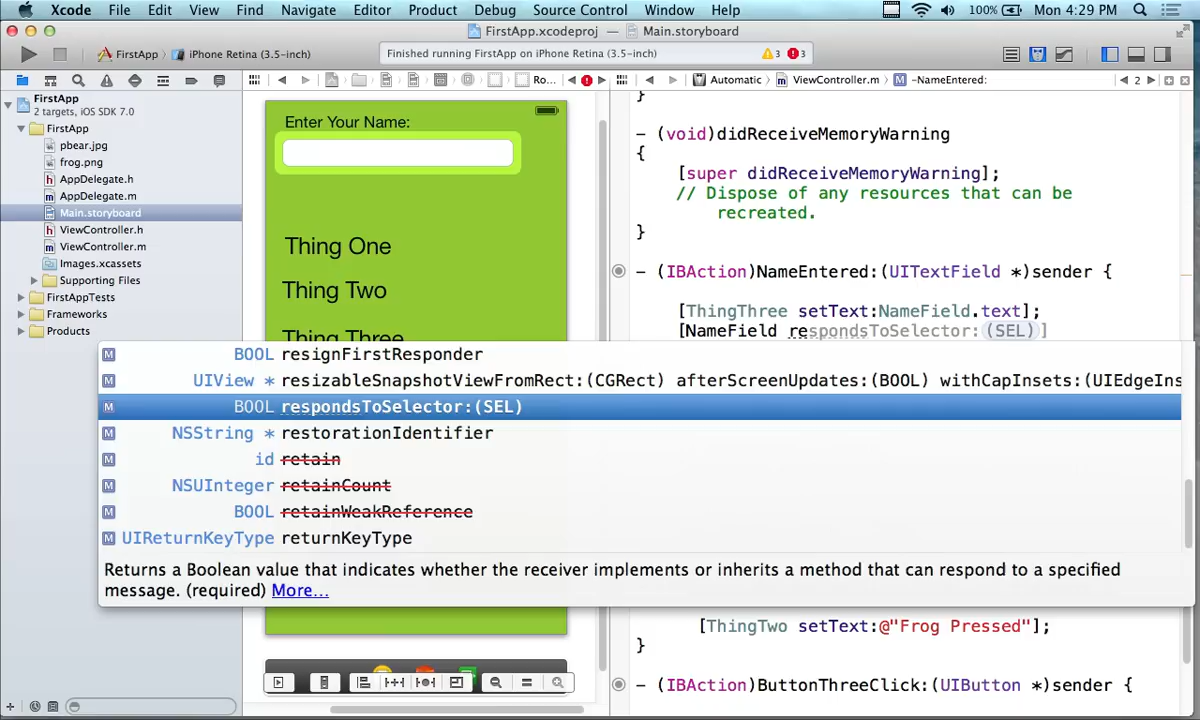 Xcode File Edit View Find Navigate Editor Product Debug Source Control Window Help 100% Mon 4:29 PM
FirstApp.xcodeproj — Main.storyboard
FirstApp iPhone Retina (3.5-inch) Finished running FirstApp on iPhone Retina (3.5-inch) 3 3
Ro... Automatic ViewController.m -NameEntered: 2
FirstApp
2 targets, iOS SDK 7.0
FirstApp
pbear.jpg
frog.png
AppDelegate.h
AppDelegate.m
Main.storyboard
ViewController.h
ViewController.m
Images.xcassets
Supporting Files
FirstAppTests
Frameworks
Products
Enter Your Name:
Thing One
Thing Two
Thing Three
}
- (void)didReceiveMemoryWarning
{
[super didReceiveMemoryWarning];
// Dispose of any resources that can be
recreated.
}
- (IBAction)NameEntered:(UITextField *)sender {
[ThingThree setText:NameField.text];
[NameField respondsToSelector:(SEL)]
BOOL resignFirstResponder
UIView * resizableSnapshotViewFromRect:(CGRect) afterScreenUpdates:(BOOL) withCapInsets:(UIEdgeIns
BOOL respondsToSelector:(SEL)
NSString * restorationIdentifier
id retain
NSUInteger retainCount
BOOL retainWeakReference
UIReturnKeyType returnKeyType
Returns a Boolean value that indicates whether the receiver implements or inherits a method that can respond to a specified
message. (required) More...
[ThingTwo setText:@"Frog Pressed"];
}
- (IBAction)ButtonThreeClick:(UIButton *)sender {